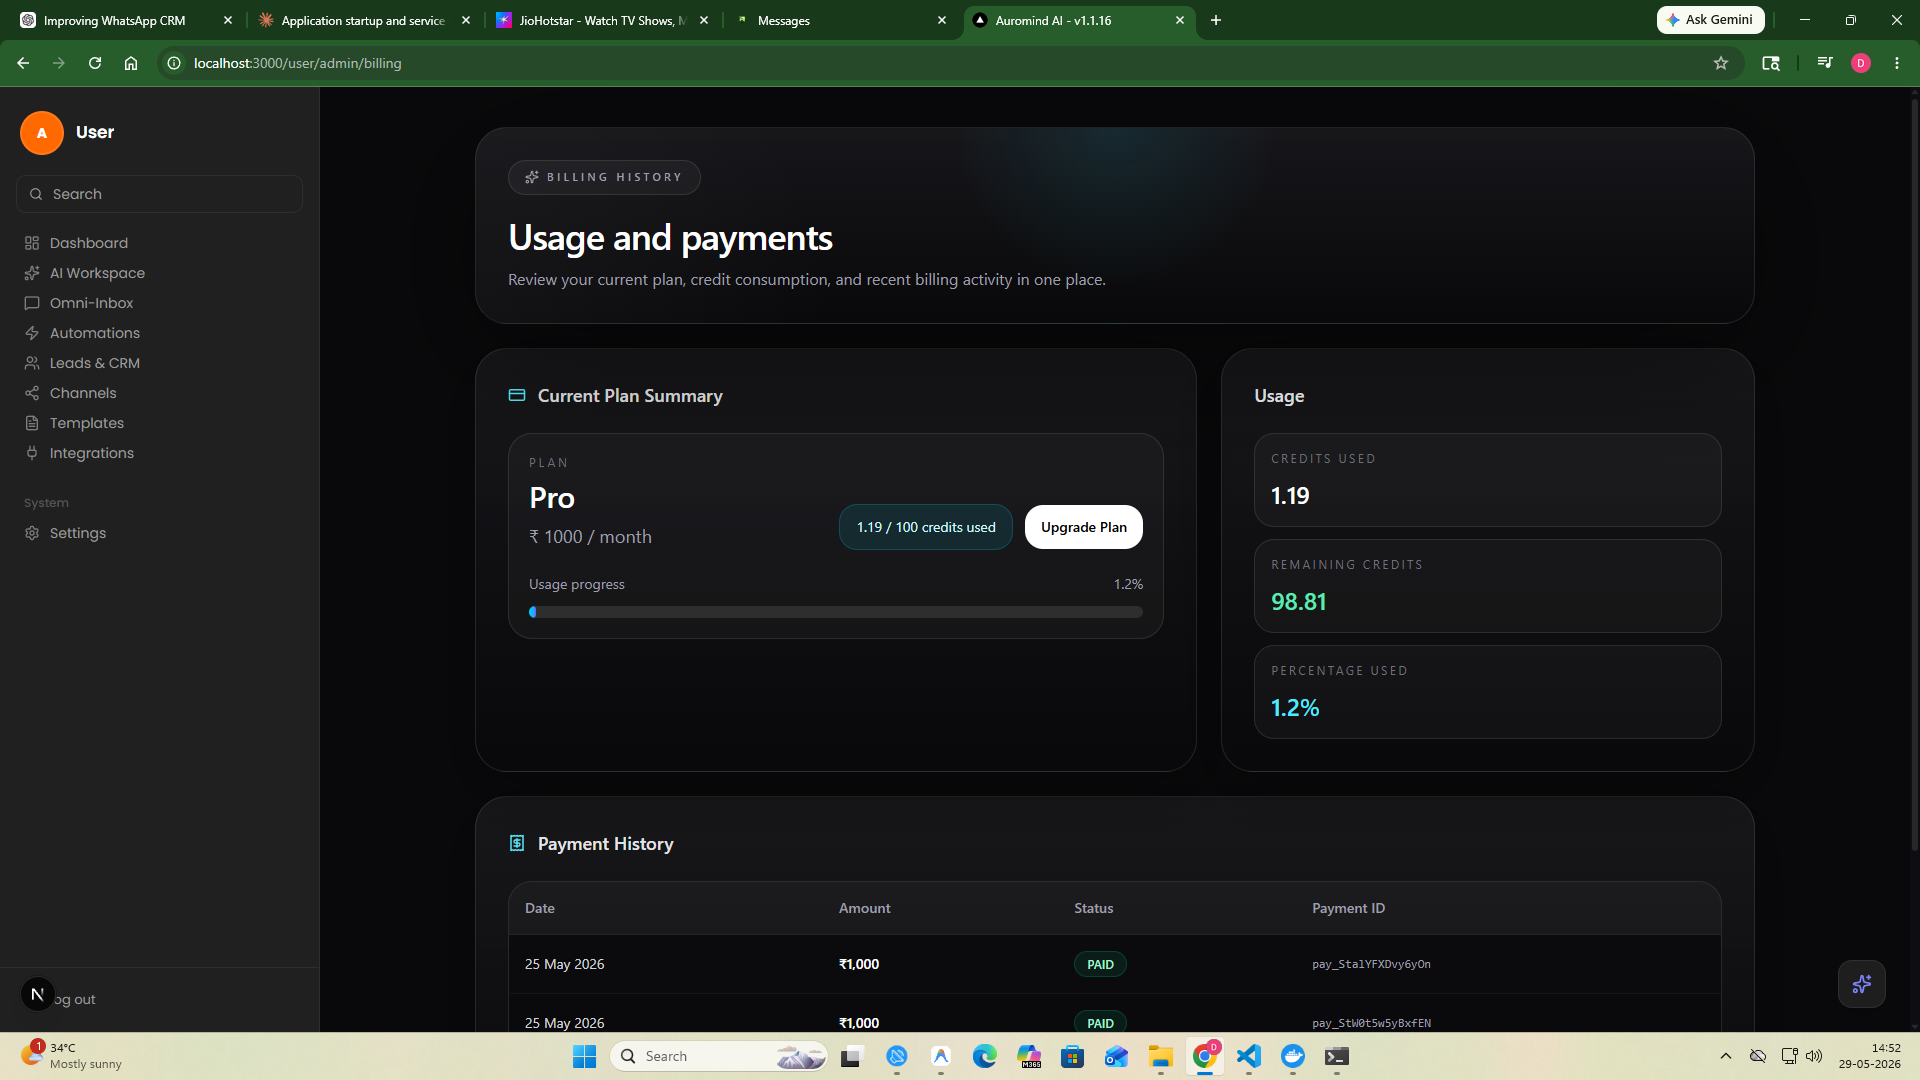 Improving WhatsApp CRM
Application startup and service
JioHotstar - Watch TV Shows, M
Messages
Auromind AI - v1.1.16
Ask Gemini
localhost:3000/user/admin/billing
D
A
User
Search
Dashboard
AI Workspace
Omni-Inbox
Automations
Leads & CRM
Channels
Templates
Integrations
System
Settings
N
og out
BILLING HISTORY
Usage and payments
Review your current plan, credit consumption, and recent billing activity in one place.
Current Plan Summary
PLAN
Pro
₹ 1000 / month
1.19 / 100 credits used
Upgrade Plan
Usage progress
1.2%
Usage
CREDITS USED
1.19
REMAINING CREDITS
98.81
PERCENTAGE USED
1.2%
Payment History
Date Amount Status Payment ID
25 May 2026 ₹1,000 PAID pay_Sta1YFXDvy6yOn
25 May 2026 ₹1,000 PAID pay_StW0t5w5yBxfEN
1
34°C
Mostly sunny
Search
M365
D
14:52
29-05-2026